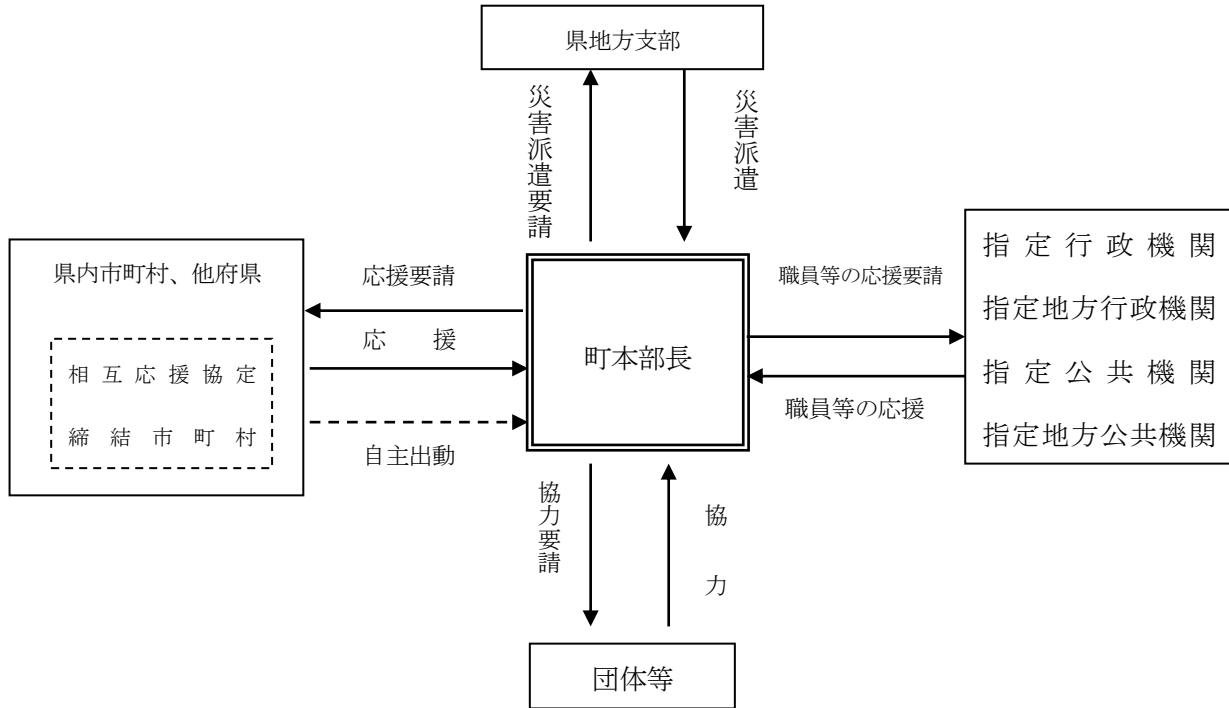 県地方支部
災害派遣要請
災害派遣
県内市町村、他府県
相互応援協定
締結市町村
応援要請
応　援
自主出動
町本部長
職員等の応援要請
職員等の応援
指定行政機関
指定地方行政機関
指定公共機関
指定地方公共機関
協力要請
協　力
団体等